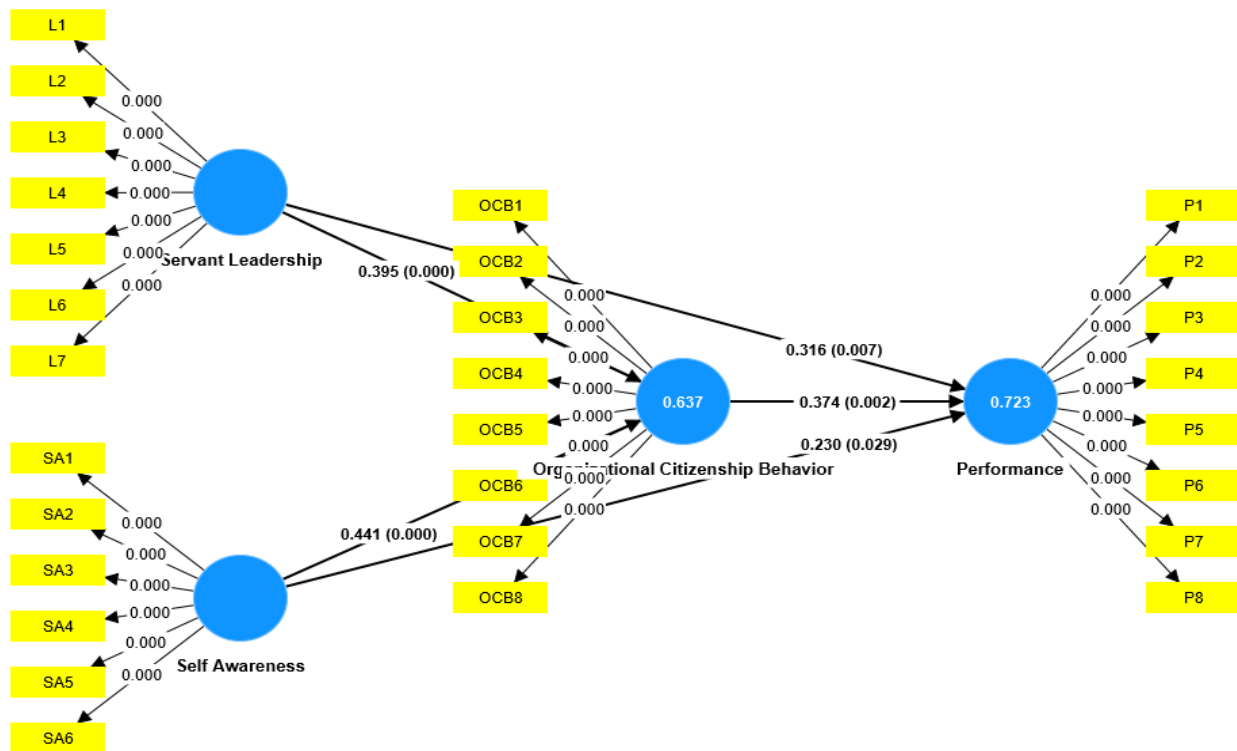 L1
L2
L3
L4
L5
L6
L7
0.000
0.000
0.000
0.000
0.000
0.000
0.000
Servant Leadership
0.395 (0.000)
SA1
SA2
SA3
SA4
SA5
SA6
0.000
0.000
0.000
0.000
0.000
0.000
Self Awareness
0.441 (0.000)
OCB1
OCB2
OCB3
OCB4
OCB5
OCB6
OCB7
OCB8
0.000
0.000
0.000
0.000
0.000
0.000
0.000
0.000
0.637
Organizational Citizenship Behavior
0.316 (0.007)
0.374 (0.002)
0.230 (0.029)
0.723
Performance
0.000
0.000
0.000
0.000
0.000
0.000
0.000
0.000
P1
P2
P3
P4
P5
P6
P7
P8